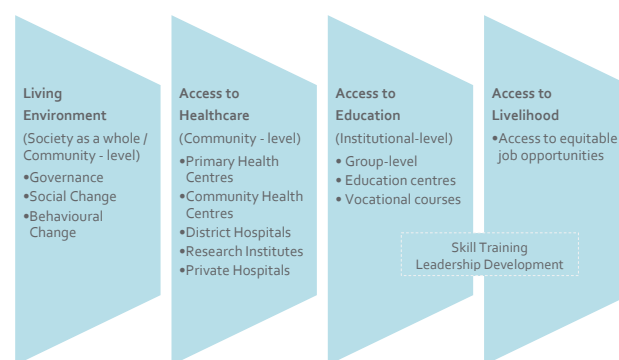 Living
Environment
(Society as a whole /
Community - level)
•Governance
•Social Change
•Behavioural
Change
Access to
Healthcare
(Community - level)
•Primary Health
Centres
•Community Health
Centres
•District Hospitals
•Research Institutes
•Private Hospitals
Access to
Education
(Institutional-level)
• Group-level
• Education centres
• Vocational courses
Access to
Livelihood
•Access to equitable
job opportunities
Skill Training
Leadership Development